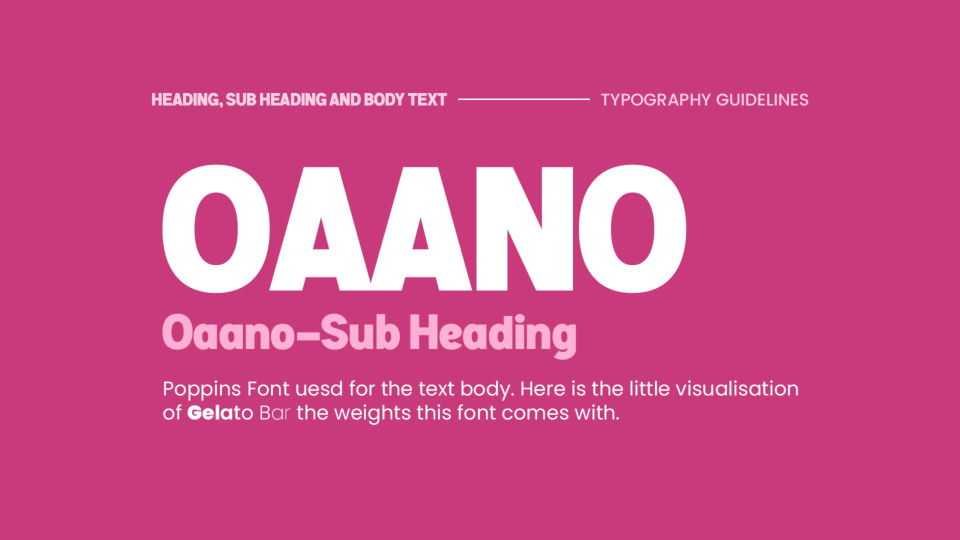 HEADING, SUB HEADING AND BODY TEXT TYPOGRAPHY GUIDELINES
OAANO
Oaano–Sub Heading
Poppins Font uesd for the text body. Here is the little visualisation
of Gelato Bar the weights this font comes with.